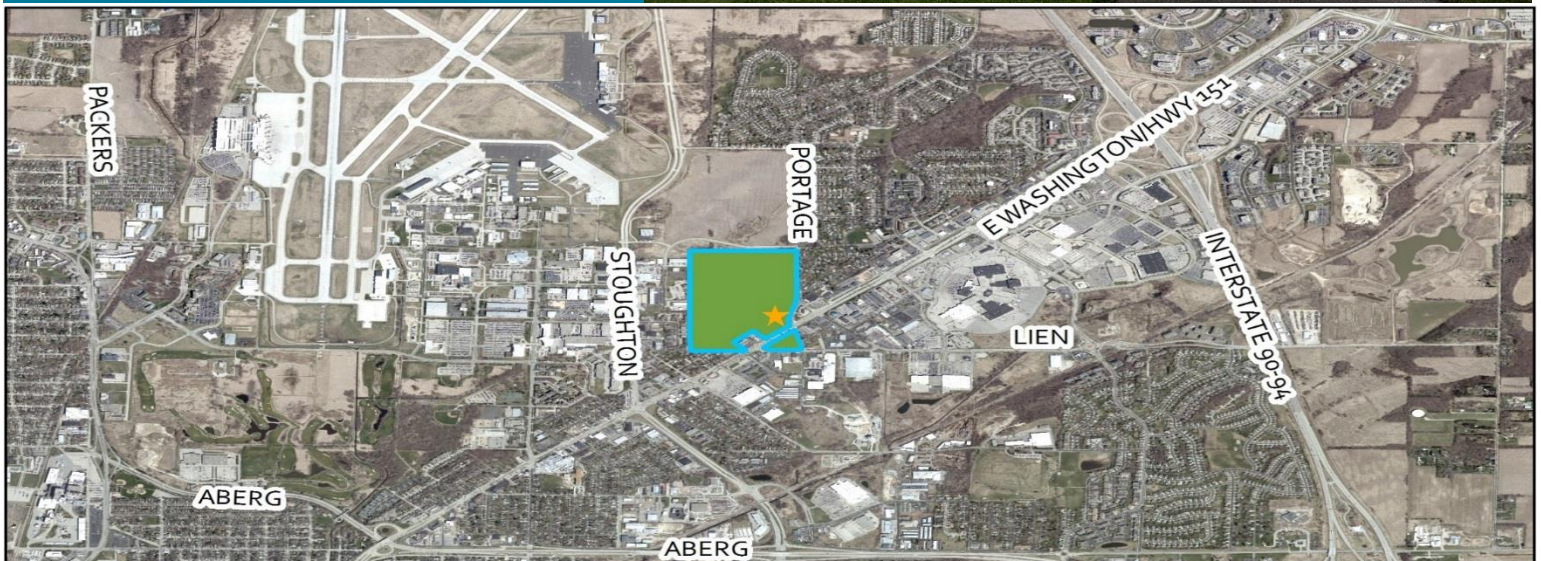 PACKERS
STOUGHTON
PORTAGE
E WASHINGTON/HWY 151
INTERSTATE 90-94
LIEN
ABERG
ABERG